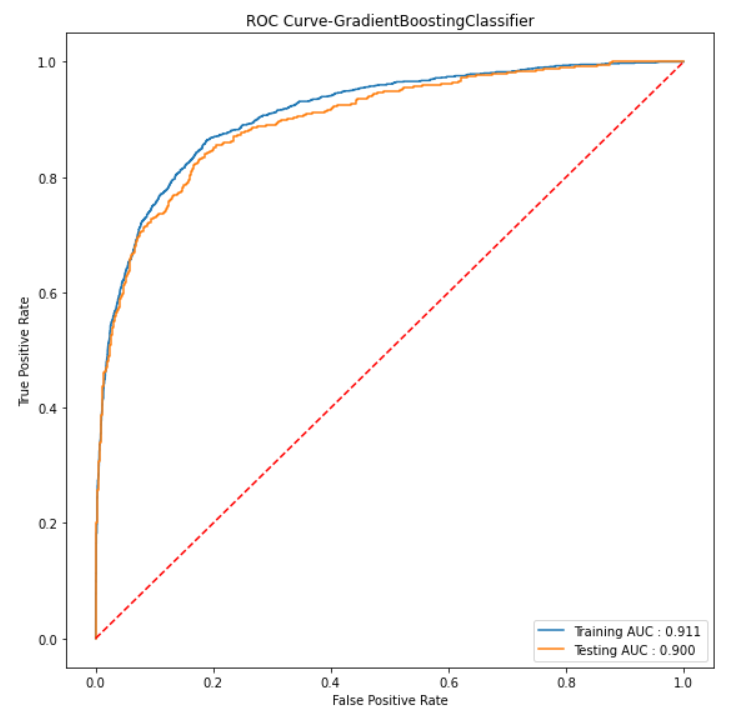 ROC Curve-GradientBoostingClassifier
1.0
0.8
0.6
0.4
0.2
0.0
True Positive Rate
Training AUC : 0.911
Testing AUC : 0.900
0.0 0.2 0.4 0.6 0.8 1.0
False Positive Rate